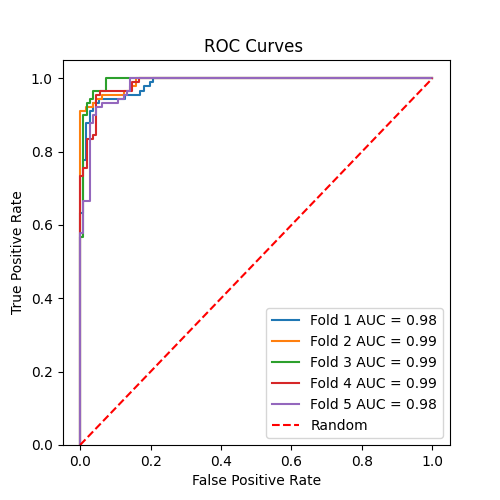 ROC Curves
True Positive Rate
1.0
0.8
0.6
0.4
0.2
0.0
Fold 1 AUC = 0.98
Fold 2 AUC = 0.99
Fold 3 AUC = 0.99
Fold 4 AUC = 0.99
Fold 5 AUC = 0.98
Random
0.0 0.2 0.4 0.6 0.8 1.0
False Positive Rate